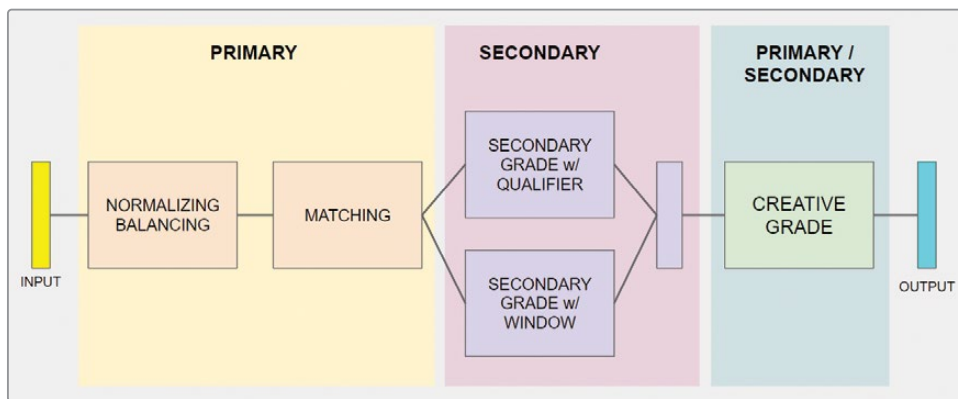 PRIMARY
SECONDARY
PRIMARY /
SECONDARY
INPUT
NORMALIZING
BALANCING
MATCHING
SECONDARY
GRADE w/
QUALIFIER
SECONDARY
GRADE w/
WINDOW
CREATIVE
GRADE
OUTPUT